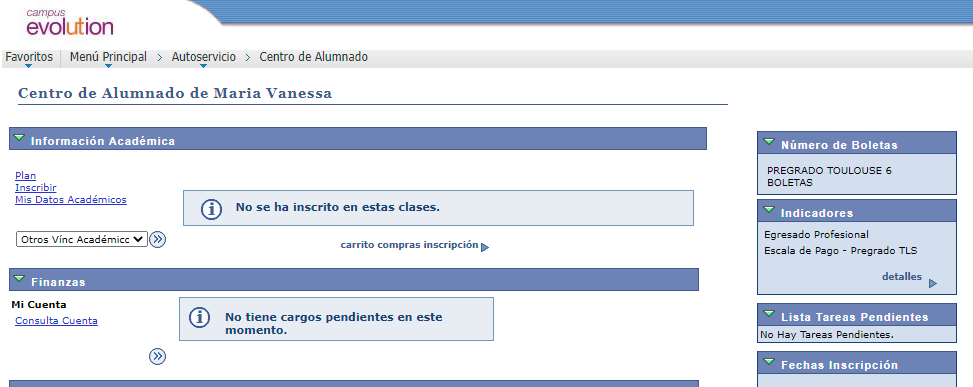 campus
evolution
Favoritos
Menú Principal
Autoservicio
Centro de Alumnado
Centro de Alumnado de Maria Vanessa
Información Académica
Plan
Inscribir
Mis Datos Académicos
No se ha inscrito en estas clases.
Otros Vínc Académicc
carrito compras inscripción
Finanzas
Mi Cuenta
Consulta Cuenta
No tiene cargos pendientes en este
momento.
Número de Boletas
PREGRADO TOULOUSE 6
BOLETAS
Indicadores
Egresado Profesional
Escala de Pago - Pregrado TLS
detalles
Lista Tareas Pendientes
No Hay Tareas Pendientes.
Fechas Inscripción